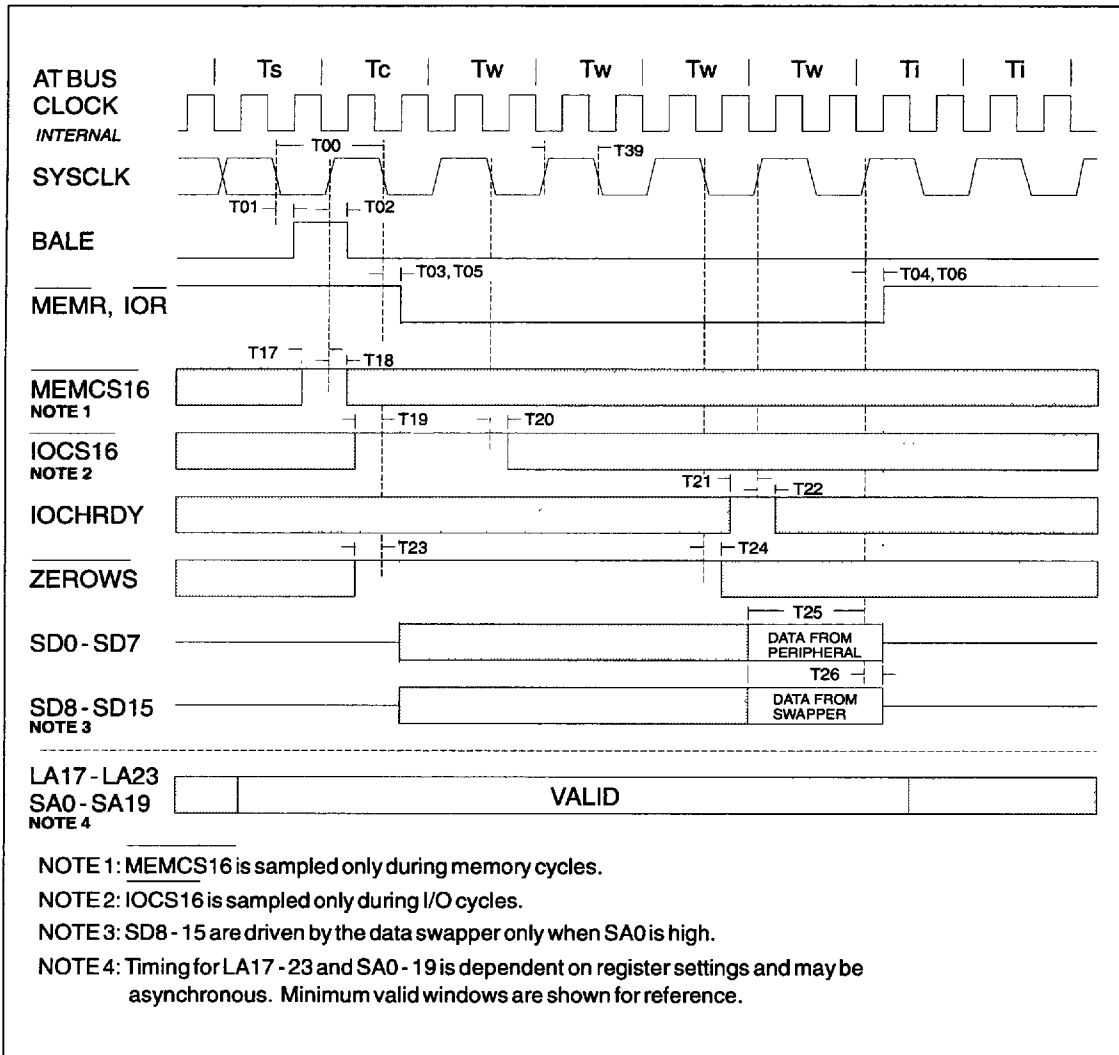 AT BUS CLOCK
INTERNAL
Ts Tc Tw Tw Tw Tw Ti Ti
T00
T39
SYSCLK
T01 T02
BALE
T03, T05
T04, T06
MEMR, IOR
T17
T18
MEMCS16
NOTE 1
T19
T20
IOCS16
NOTE 2
T21
T22
IOCHRDY
T23
T24
ZEROWS
T25
SD0 - SD7
DATA FROM
PERIPHERAL
T26
SD8 - SD15
NOTE 3
DATA FROM
SWAPPER
LA17 - LA23
SA0 - SA19
NOTE 4
VALID
NOTE 1: MEMCS16 is sampled only during memory cycles.
NOTE 2: IOCS16 is sampled only during I/O cycles.
NOTE 3: SD8 - 15 are driven by the data swapper only when SA0 is high.
NOTE 4: Timing for LA17 - 23 and SA0 - 19 is dependent on register settings and may be
asynchronous. Minimum valid windows are shown for reference.